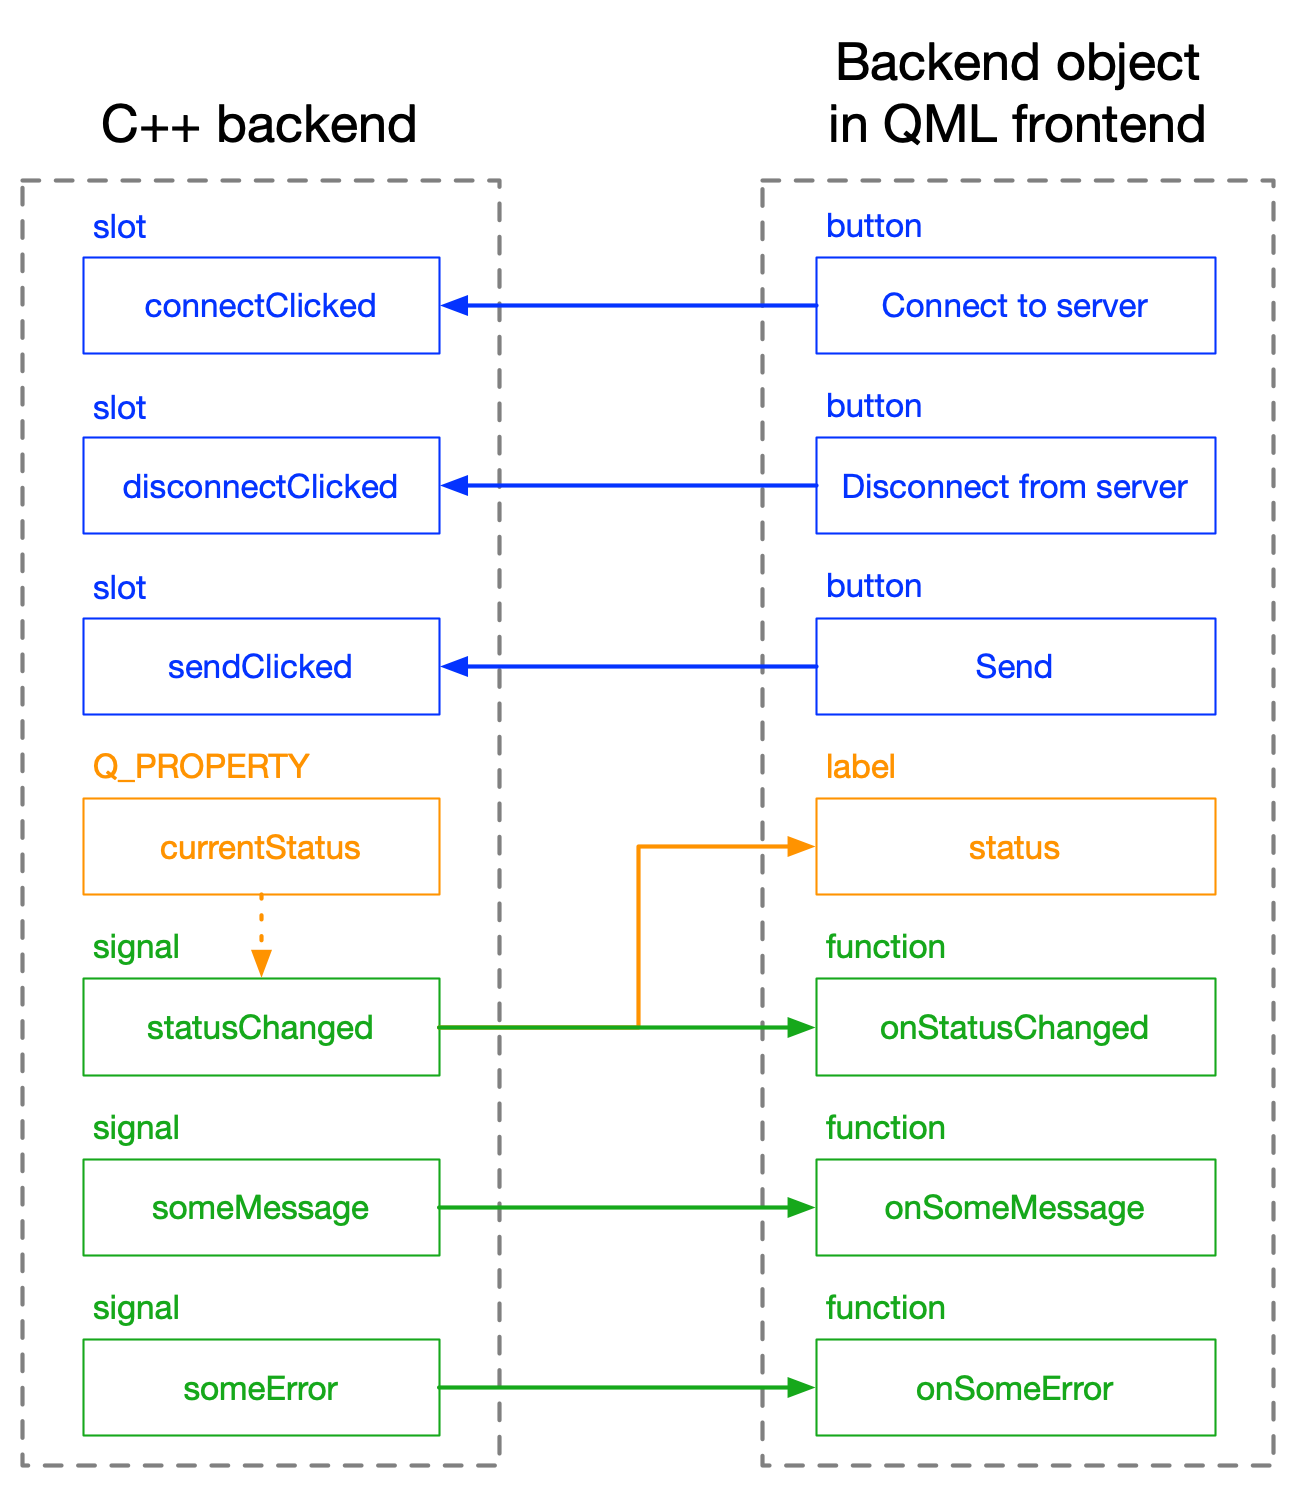 C++ backend
Backend object
in QML frontend
slot
connectClicked
button
Connect to server
slot
disconnectClicked
button
Disconnect from server
slot
sendClicked
button
Send
Q_PROPERTY
currentStatus
label
status
signal
statusChanged
function
onStatusChanged
signal
someMessage
function
onSomeMessage
signal
someError
function
onSomeError